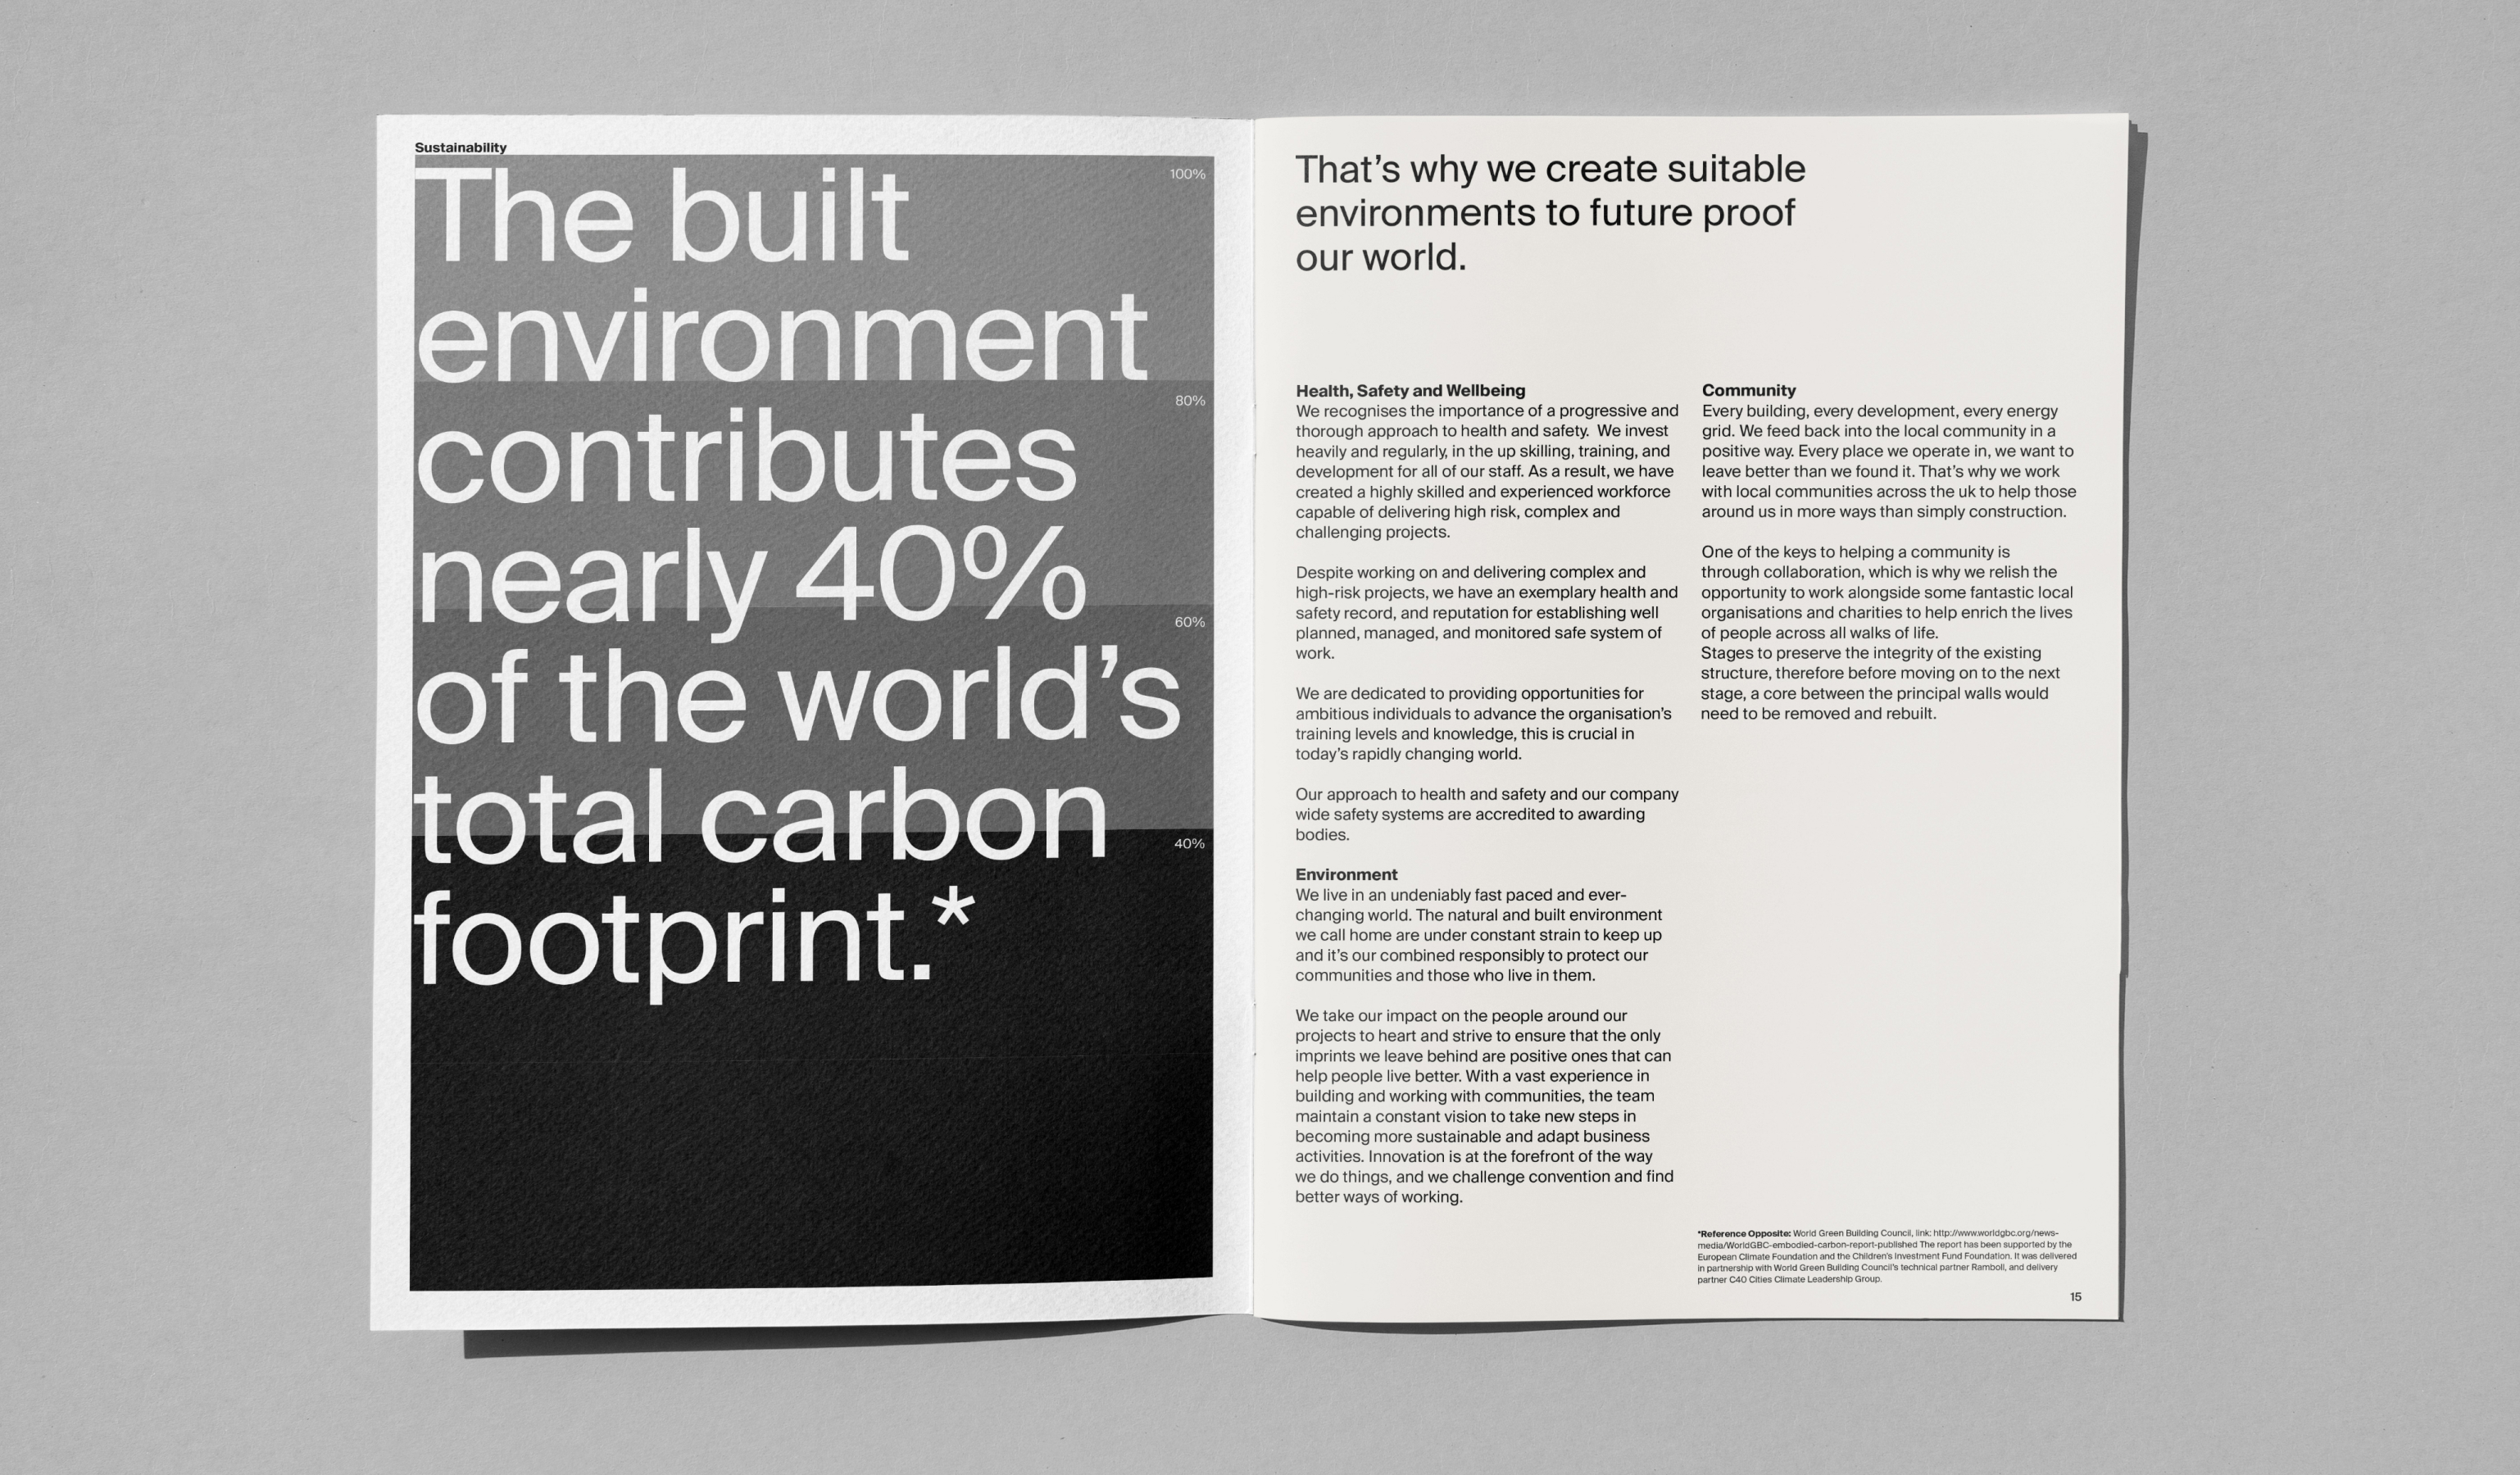 Sustainability
The built
environment
contributes
nearly 40%
of the world's
total carbon
footprint.*
100%
80%
60%
40%
That's why we create suitable
environments to future proof
our world.
Health, Safety and Wellbeing
We recognises the importance of a progressive and
thorough approach to health and safety.  We invest
heavily and regularly, in the up skilling, training, and
development for all of our staff. As a result, we have
created a highly skilled and experienced workforce
capable of delivering high risk, complex and
challenging projects.
Despite working on and delivering complex and
high-risk projects, we have an exemplary health and
safety record, and reputation for establishing well
planned, managed, and monitored safe system of
work.
We are dedicated to providing opportunities for
ambitious individuals to advance the organisation's
training levels and knowledge, this is crucial in
today's rapidly changing world.
Our approach to health and safety and our company
wide safety systems are accredited to awarding
bodies.
Environment
We live in an undeniably fast paced and ever-
changing world. The natural and built environment
we call home are under constant strain to keep up
and it's our combined responsibly to protect our
communities and those who live in them.
We take our impact on the people around our
projects to heart and strive to ensure that the only
imprints we leave behind are positive ones that can
help people live better. With a vast experience in
building and working with communities, the team
maintain a constant vision to take new steps in
becoming more sustainable and adapt business
activities. Innovation is at the forefront of the way
we do things, and we challenge convention and find
better ways of working.
Community
Every building, every development, every energy
grid. We feed back into the local community in a
positive way. Every place we operate in, we want to
leave better than we found it. That's why we work
with local communities across the uk to help those
around us in more ways than simply construction.
One of the keys to helping a community is
through collaboration, which is why we relish the
opportunity to work alongside some fantastic local
organisations and charities to help enrich the lives
of people across all walks of life.
Stages to preserve the integrity of the existing
structure, therefore before moving on to the next
stage, a core between the principal walls would
need to be removed and rebuilt.
*Reference Opposite: World Green Building Council, link: http://www.worldgbc.org/news-
media/WorldGBC-embodied-carbon-report-published The report has been supported by the
European Climate Foundation and the Children's Investment Fund Foundation. It was delivered
in partnership with World Green Building Council's technical partner Ramboll, and delivery
partner C40 Cities Climate Leadership Group.
15